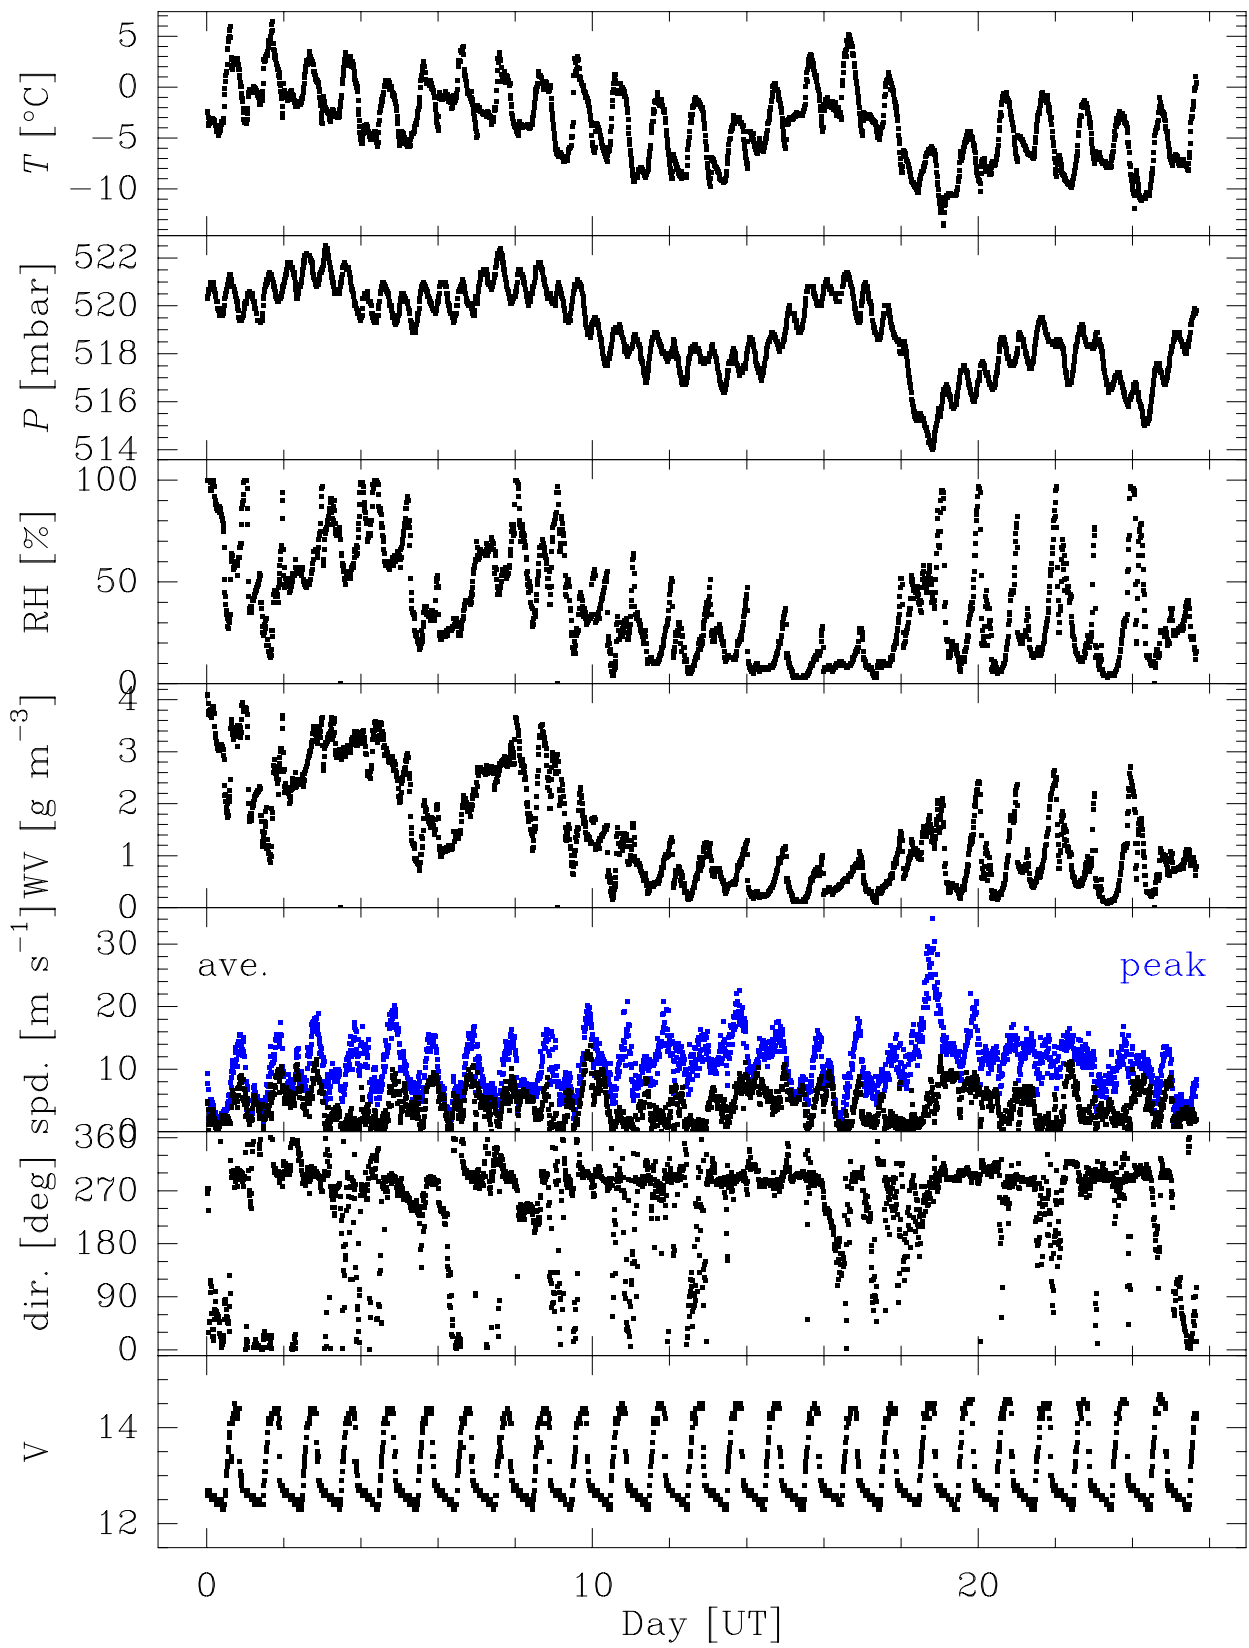 T [°C]
5
0
−5
−10
P [mbar]
522
520
518
516
514
RH [%]
100
50
0
WV [g m−3]
4
3
2
1
0
spd. [m s−1]
30
20
10
0
ave.
peak
dir. [deg]
360
270
180
90
0
V
14
12
0 10 20
Day [UT]